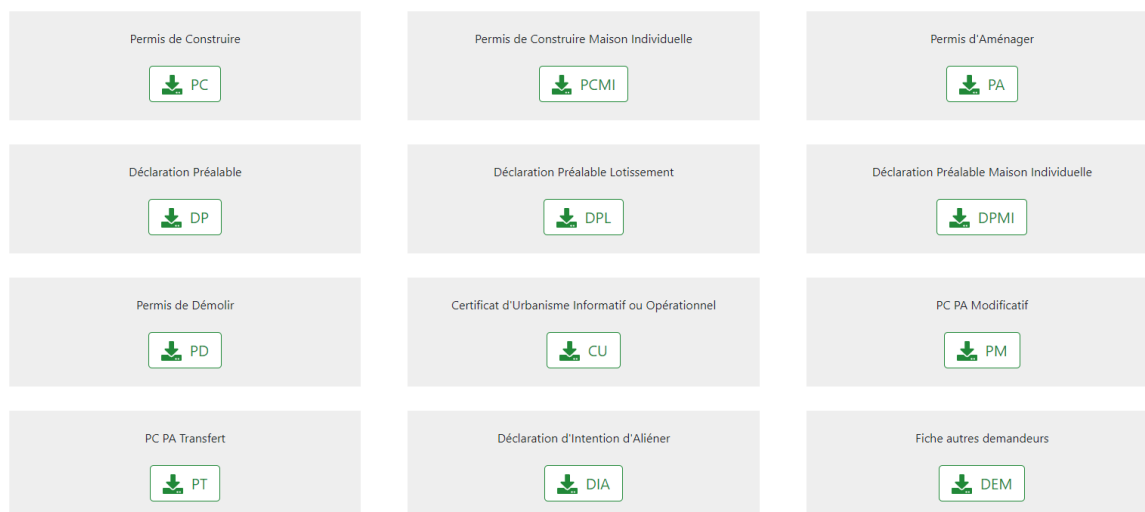 Permis de Construire
PC
Permis de Construire Maison Individuelle
PCMI
Permis d'Aménager
PA
Déclaration Préalable
DP
Déclaration Préalable Lotissement
DPL
Déclaration Préalable Maison Individuelle
DPMI
Permis de Démolir
PD
Certificat d'Urbanisme Informatif ou Opérationnel
CU
PC PA Modificatif
PM
PC PA Transfert
PT
Déclaration d'Intention d'Aliéner
DIA
Fiche autres demandeurs
DEM